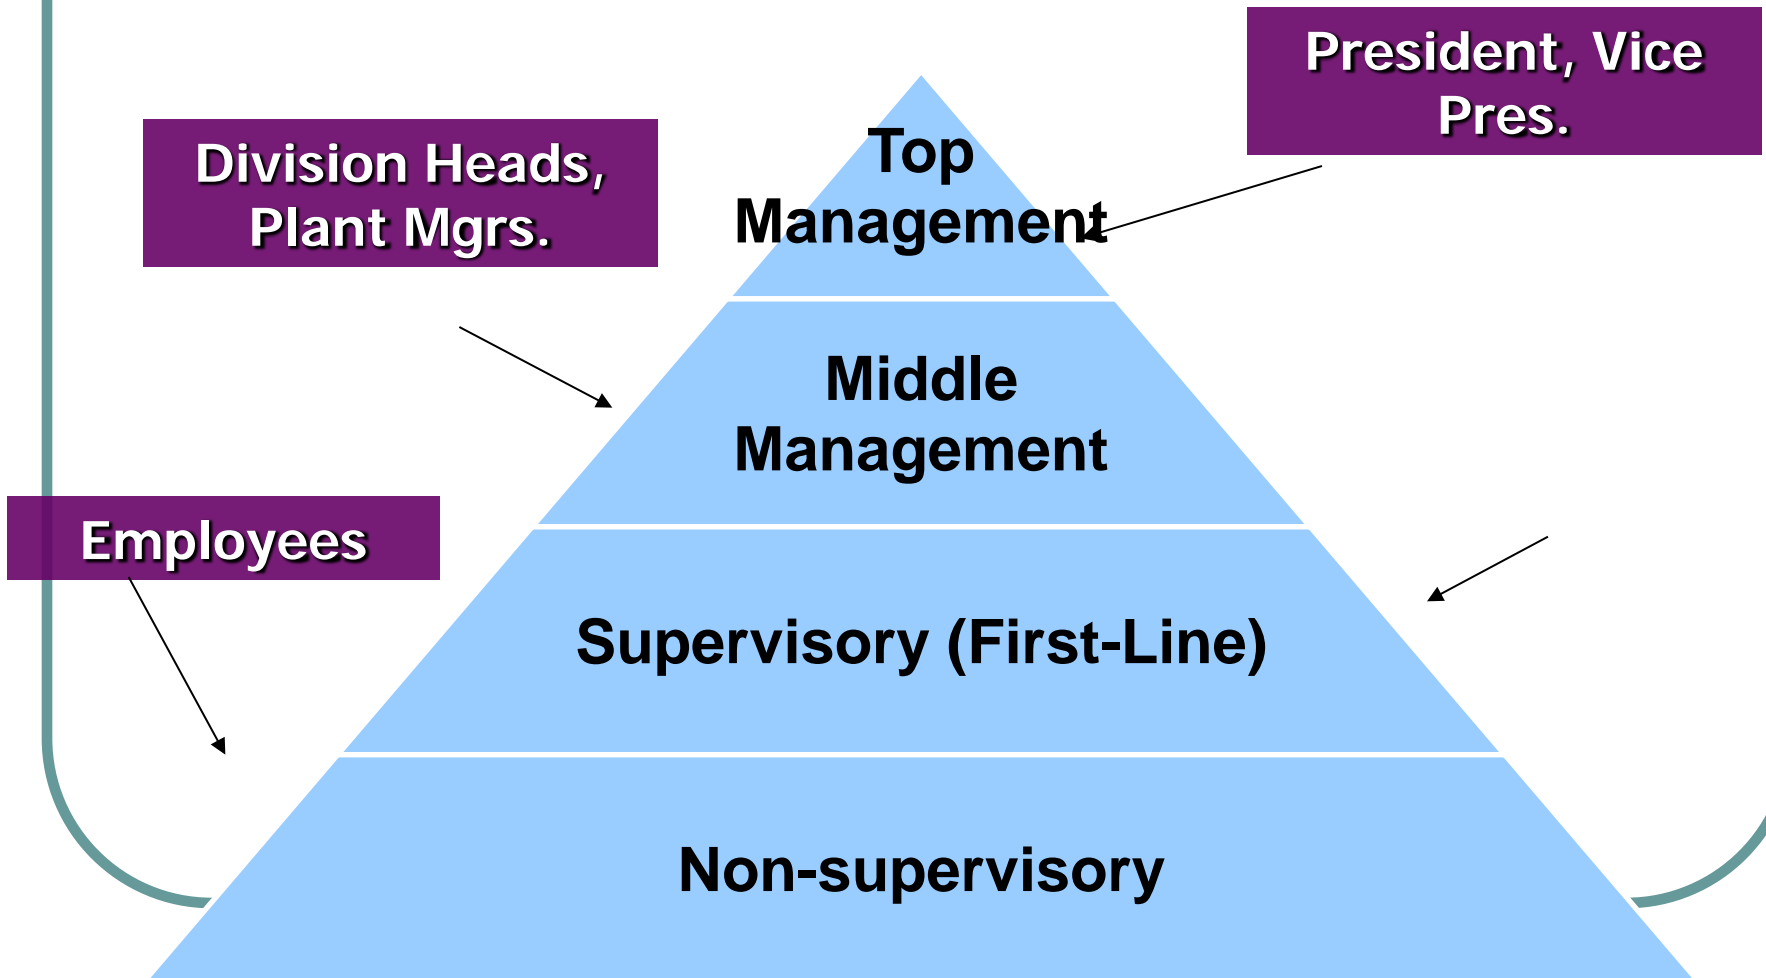 President, Vice
Pres.
Division Heads,
Plant Mgrs.
Top
Management
Middle
Management
Employees
Supervisory (First-Line)
Non-supervisory